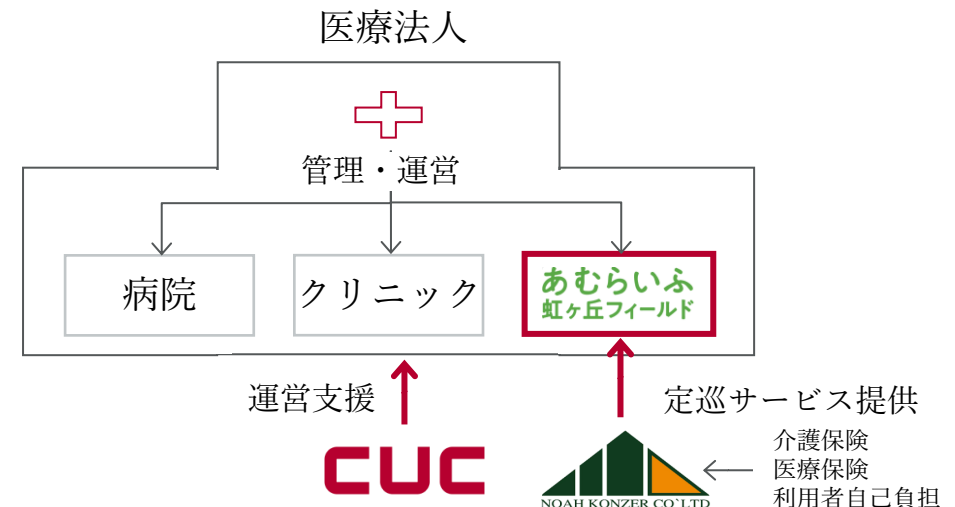 医療法人
管理・運営
病院
クリニック
あむらいふ
虹ヶ丘フィールド
運営支援
定巡サービス提供
介護保険
医療保険
利用者自己負担
CUC
NOAH KONZER CO`LTD